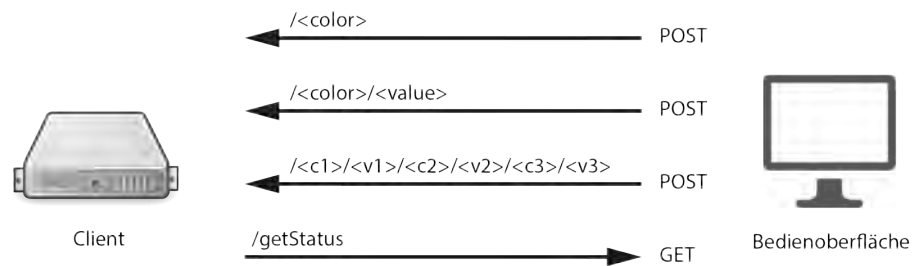 /<color>
POST
/<color>/<value>
POST
/<c1>/<v1>/<c2>/<v2>/<c3>/<v3>
POST
Client
/getStatus
GET
Bedienoberfläche